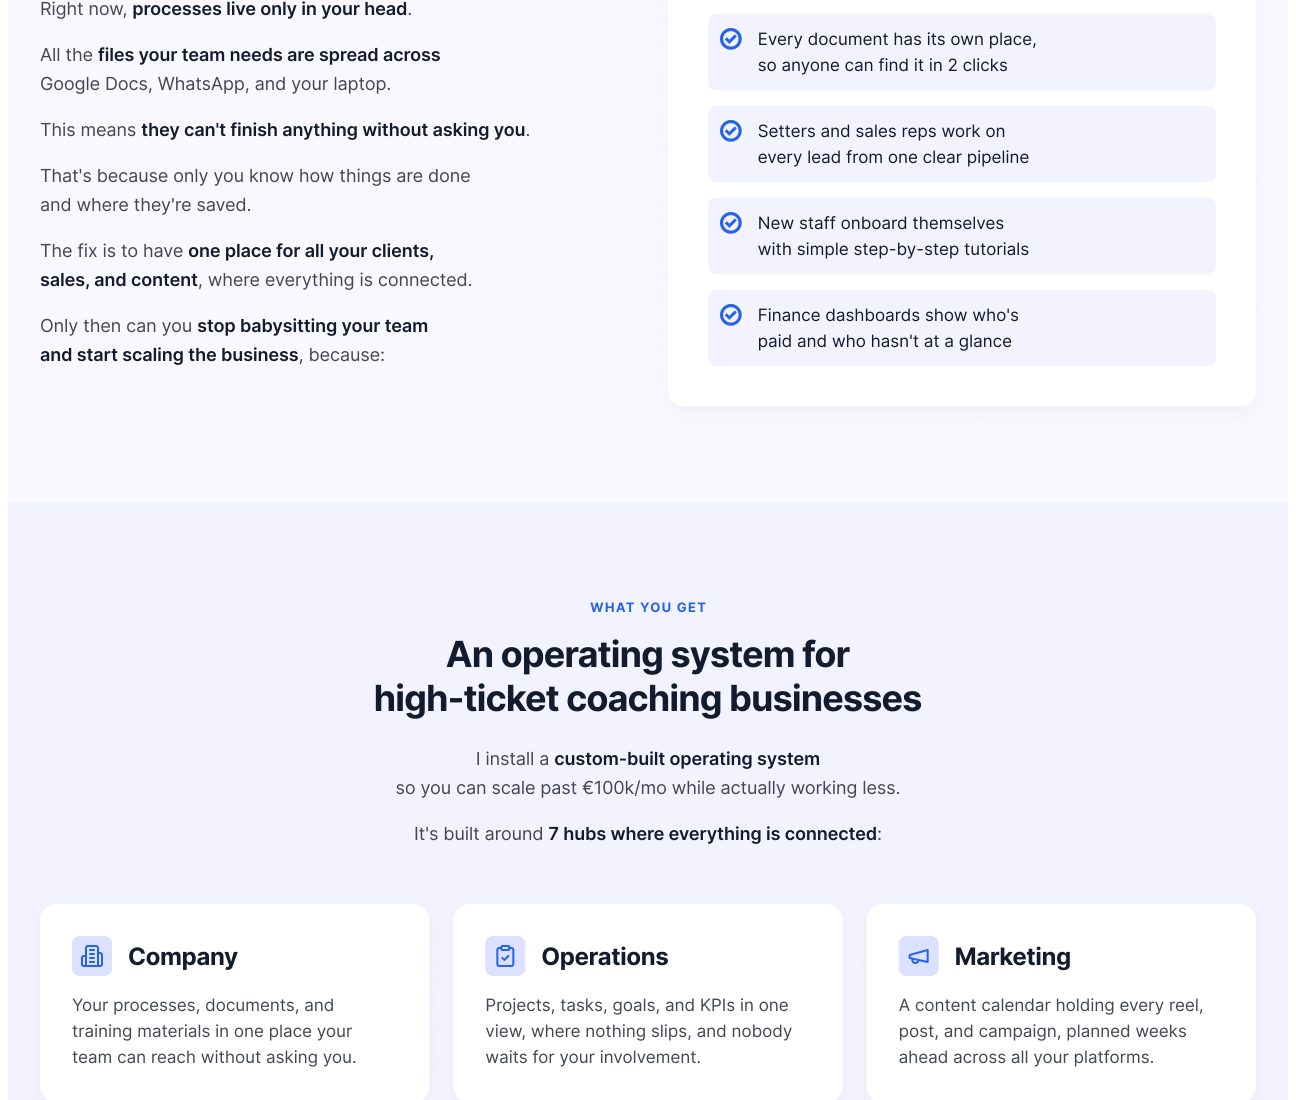 Right now, processes live only in your head.
All the files your team needs are spread across
Google Docs, WhatsApp, and your laptop.
This means they can't finish anything without asking you.
That's because only you know how things are done
and where they're saved.
The fix is to have one place for all your clients,
sales, and content, where everything is connected.
Only then can you stop babysitting your team
and start scaling the business, because:
Every document has its own place,
so anyone can find it in 2 clicks
Setters and sales reps work on
every lead from one clear pipeline
New staff onboard themselves
with simple step-by-step tutorials
Finance dashboards show who's
paid and who hasn't at a glance
WHAT YOU GET
An operating system for
high-ticket coaching businesses
I install a custom-built operating system
so you can scale past €100k/mo while actually working less.
It's built around 7 hubs where everything is connected:
Company
Your processes, documents, and
training materials in one place your
team can reach without asking you.
Operations
Projects, tasks, goals, and KPIs in one
view, where nothing slips, and nobody
waits for your involvement.
Marketing
A content calendar holding every reel,
post, and campaign, planned weeks
ahead across all your platforms.